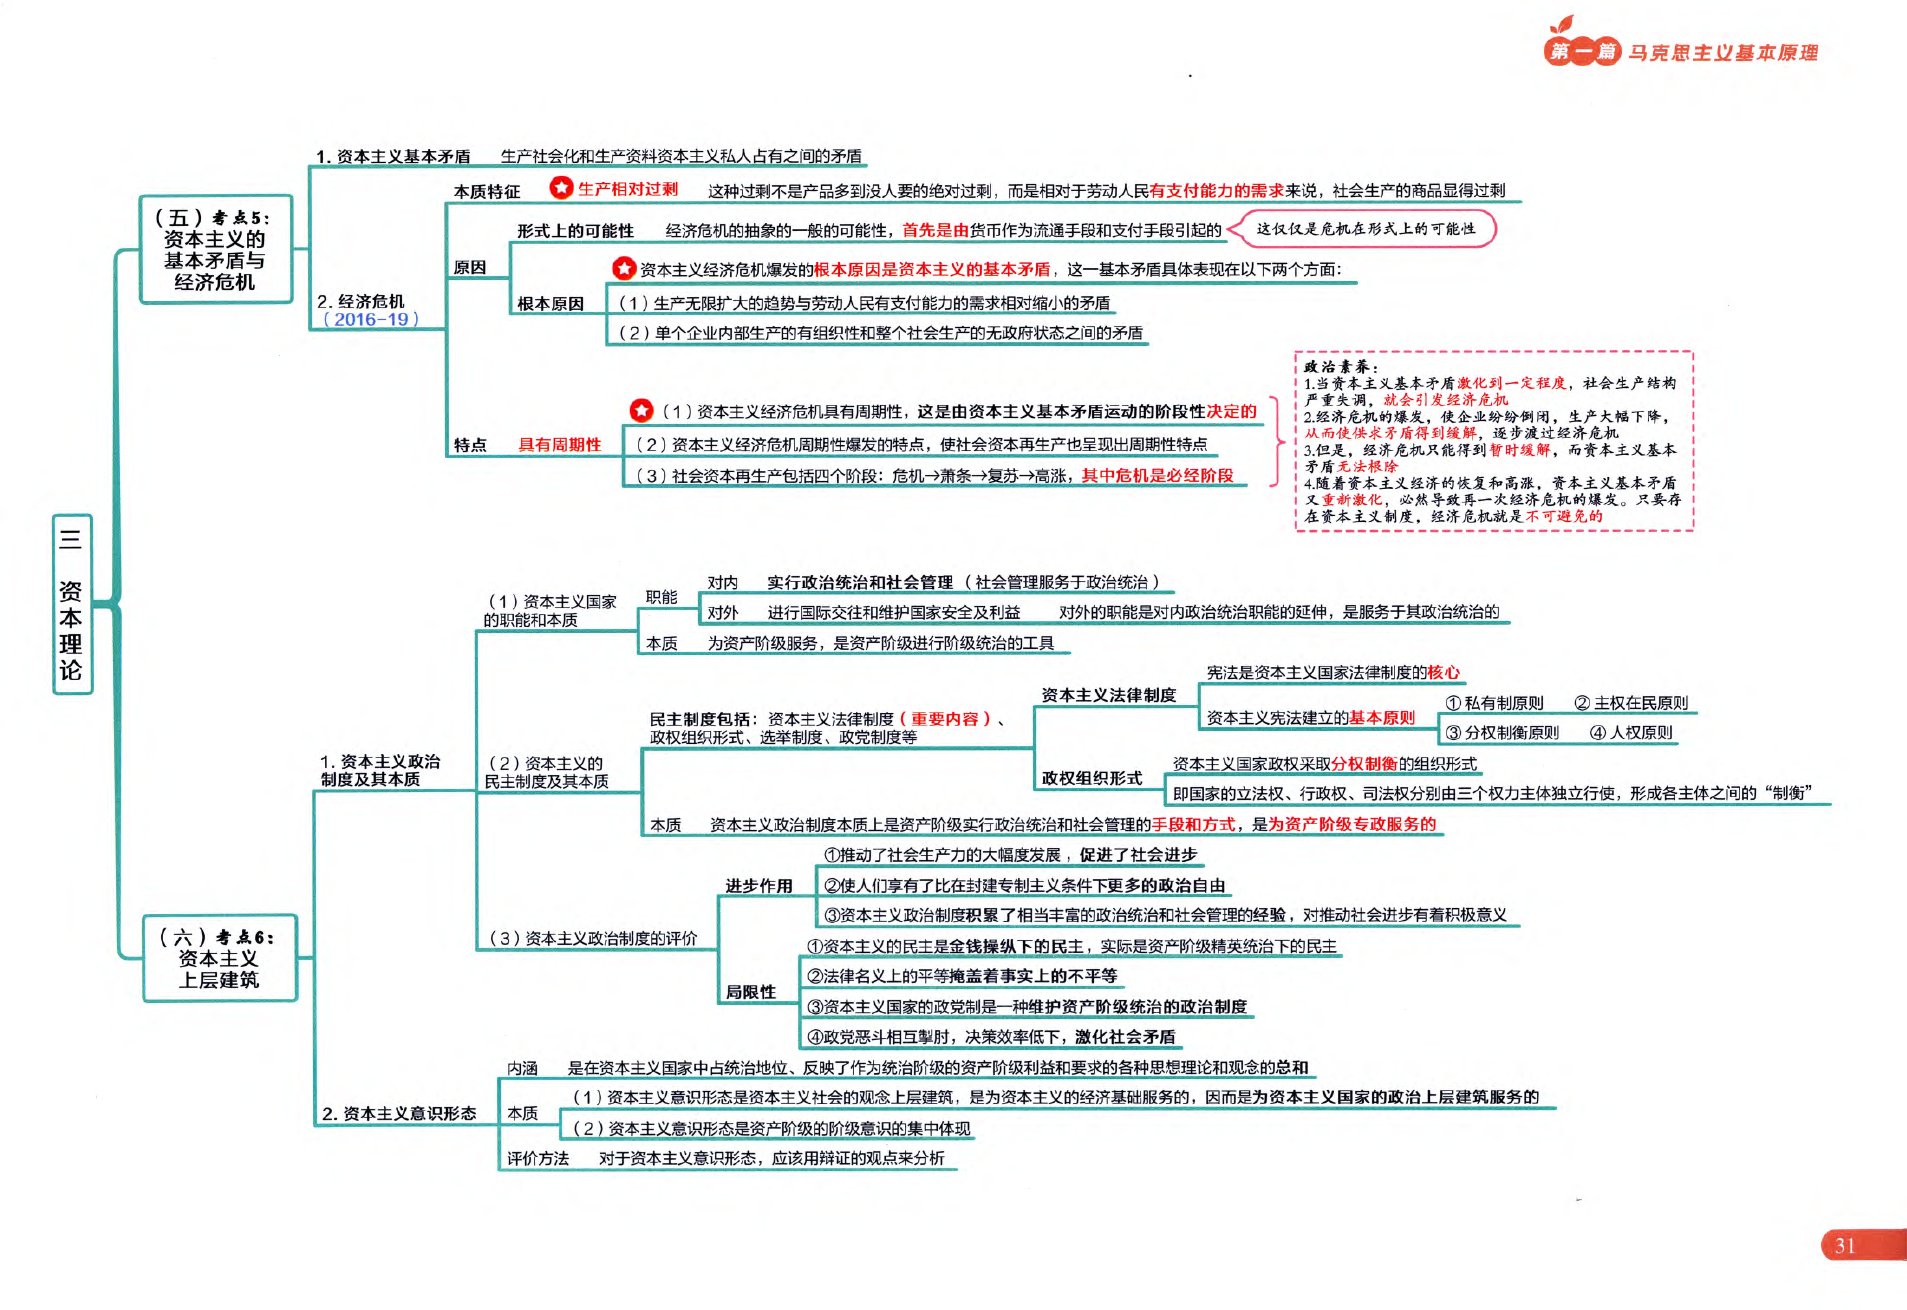 第一篇 马克思主义基本原理
三 资本理论
（五）考点5：
资本主义的
基本矛盾与
经济危机
1. 资本主义基本矛盾 生产社会化和生产资料资本主义私人占有之间的矛盾
2. 经济危机
（2016-19）
本质特征 生产相对过剩 这种过剩不是产品多到没人要的绝对过剩，而是相对于劳动人民有支付能力的需求来说，社会生产的商品显得过剩
原因
形式上的可能性 经济危机的抽象的一般的可能性，首先是由货币作为流通手段和支付手段引起的
这仅仅是危机在形式上的可能性
根本原因
资本主义经济危机爆发的根本原因是资本主义的基本矛盾，这一基本矛盾具体表现在以下两个方面：
（1）生产无限扩大的趋势与劳动人民有支付能力的需求相对缩小的矛盾
（2）单个企业内部生产的有组织性和整个社会生产的无政府状态之间的矛盾
特点 具有周期性
（1）资本主义经济危机具有周期性，这是由资本主义基本矛盾运动的阶段性决定的
（2）资本主义经济危机周期性爆发的特点，使社会资本再生产也呈现出周期性特点
（3）社会资本再生产包括四个阶段：危机→萧条→复苏→高涨，其中危机是必经阶段
政治素养：
1.当资本主义基本矛盾激化到一定程度，社会生产结构
严重失调，就会引发经济危机
2.经济危机的爆发，使企业纷纷倒闭，生产大幅下降，
从而使供求矛盾得到缓解，逐步渡过经济危机
3.但是，经济危机只能得到暂时缓解，而资本主义基本
矛盾无法根除
4.随着资本主义经济的恢复和高涨，资本主义基本矛盾
又重新激化，必然导致再一次经济危机的爆发。只要存
在资本主义制度，经济危机就是不可避免的
（六）考点6：
资本主义
上层建筑
1. 资本主义政治
制度及其本质
（1）资本主义国家
的职能和本质
职能
对内 实行政治统治和社会管理（社会管理服务于政治统治）
对外 进行国际交往和维护国家安全及利益 对外的职能是对内政治统治职能的延伸，是服务于其政治统治的
本质 为资产阶级服务，是资产阶级进行阶级统治的工具
（2）资本主义的
民主制度及其本质
民主制度包括：资本主义法律制度（重要内容）、
政权组织形式、选举制度、政党制度等
资本主义法律制度
宪法是资本主义国家法律制度的核心
资本主义宪法建立的基本原则
① 私有制原则 ② 主权在民原则
③ 分权制衡原则 ④ 人权原则
政权组织形式
资本主义国家政权采取分权制衡的组织形式
即国家的立法权、行政权、司法权分别由三个权力主体独立行使，形成各主体之间的“制衡”
本质 资本主义政治制度本质上是资产阶级实行政治统治和社会管理的手段和方式，是为资产阶级专政服务的
（3）资本主义政治制度的评价
进步作用
①推动了社会生产力的大幅度发展，促进了社会进步
②使人们享有了比在封建专制主义条件下更多的政治自由
③资本主义政治制度积累了相当丰富的政治统治和社会管理的经验，对推动社会进步有着积极意义
局限性
①资本主义的民主是金钱操纵下的民主，实际是资产阶级精英统治下的民主
②法律名义上的平等掩盖着事实上的不平等
③资本主义国家的政党制是一种维护资产阶级统治的政治制度
④政党恶斗相互掣肘，决策效率低下，激化社会矛盾
2. 资本主义意识形态
内涵 是在资本主义国家中占统治地位、反映了作为统治阶级的资产阶级利益和要求的各种思想理论和观念的总和
本质
（1）资本主义意识形态是资本主义社会的观念上层建筑，是为资本主义的经济基础服务的，因而是为资本主义国家的政治上层建筑服务的
（2）资本主义意识形态是资产阶级的阶级意识的集中体现
评价方法 对于资本主义意识形态，应该用辩证的观点来分析
31